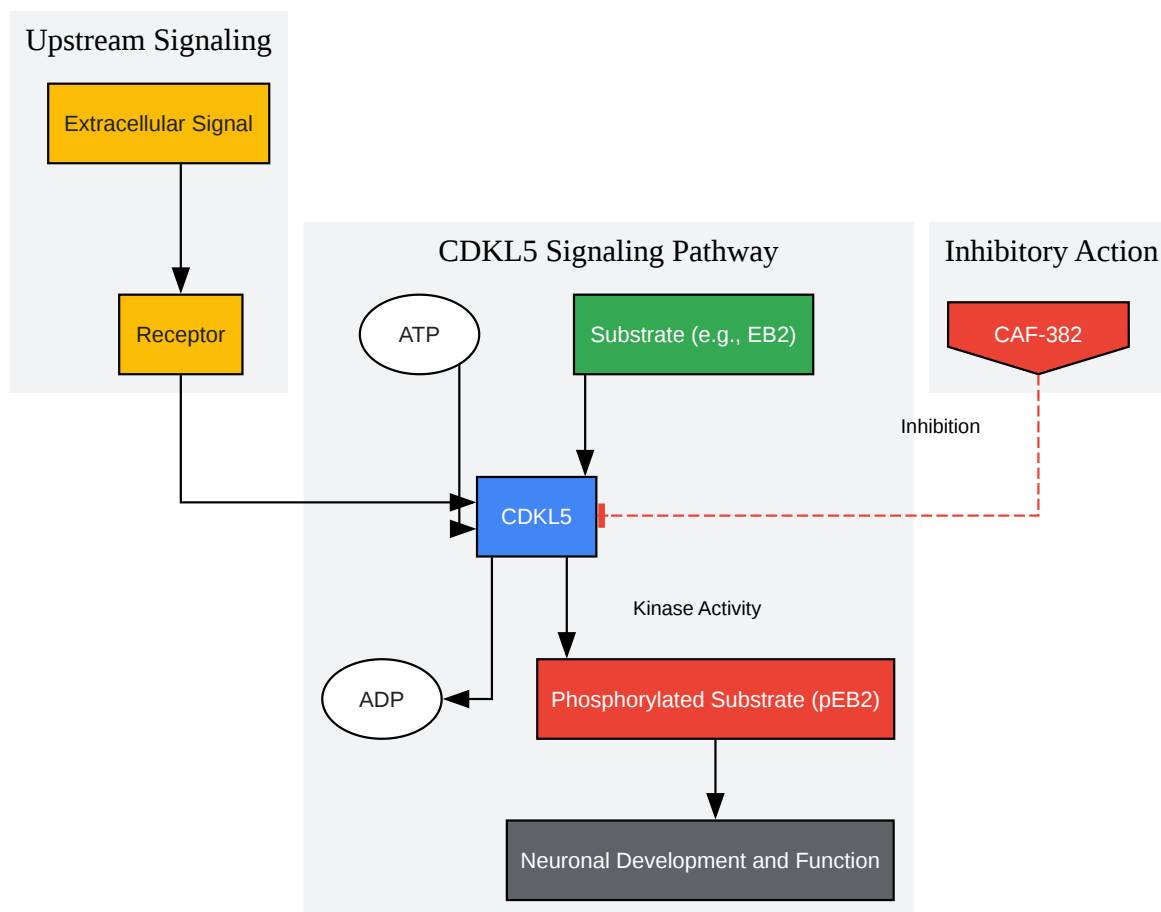 Upstream Signaling
Extracellular Signal
Receptor
CDKL5 Signaling Pathway
ATP
Substrate (e.g., EB2)
Inhibitory Action
CAF-382
Inhibition
CDKL5
Kinase Activity
ADP
Phosphorylated Substrate (pEB2)
Neuronal Development and Function